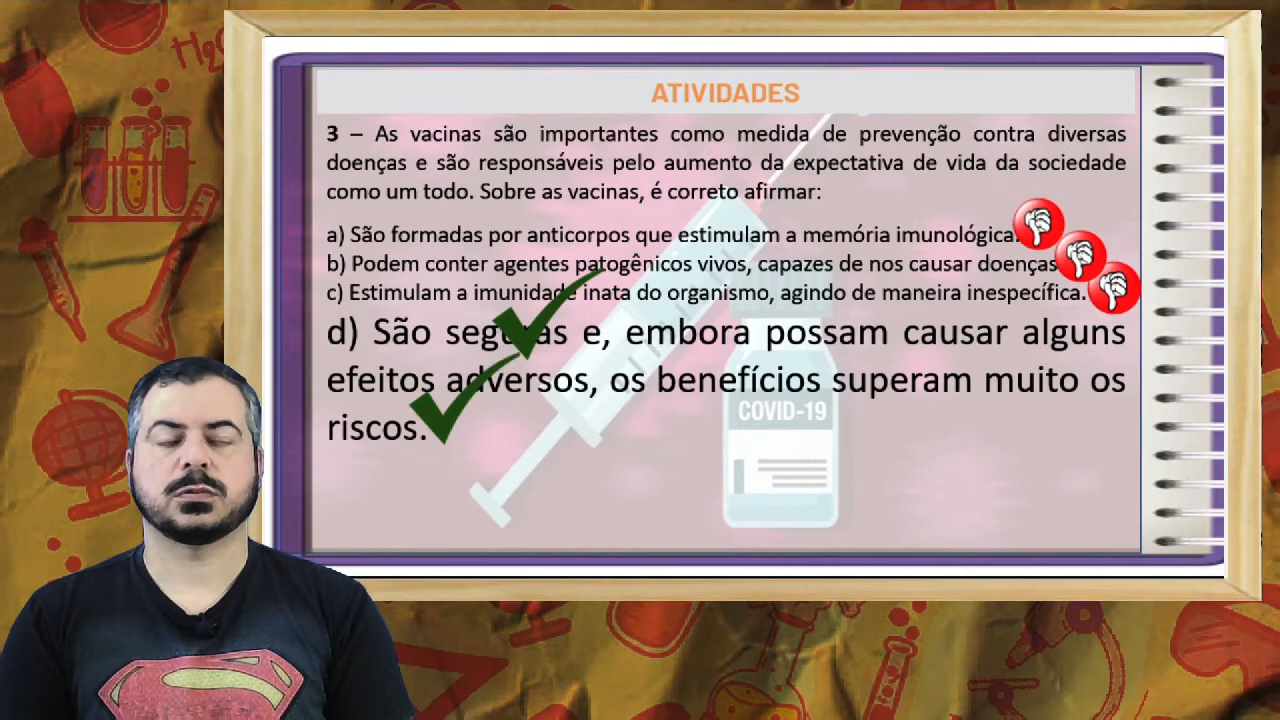 H₂O
ATIVIDADES
3 – As vacinas são importantes como medida de prevenção contra diversas
doenças e são responsáveis pelo aumento da expectativa de vida da sociedade
como um todo. Sobre as vacinas, é correto afirmar:
a) São formadas por anticorpos que estimulam a memória imunológica.
b) Podem conter agentes patogênicos vivos, capazes de nos causar doenças
c) Estimulam a imunidade inata do organismo, agindo de maneira inespecífica.
d) São seguras e, embora possam causar alguns
efeitos adversos, os benefícios superam muito os
riscos.
COVID-19